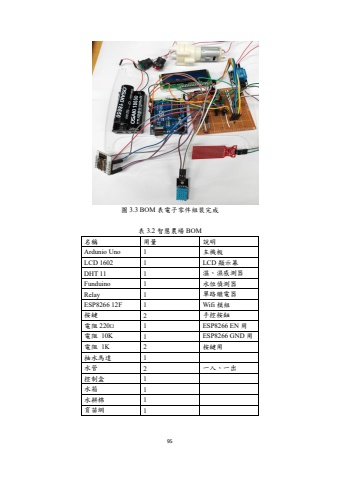 OSAKI 18650
OSAKI 18650
圖 3.3 BOM 表電子零件組裝完成
表 3.2 智慧農場 BOM
名稱 用量 說明
Ardunio Uno 1 主機板
LCD 1602 1 LCD 顯示幕
DHT 11 1 溫、濕感測器
Funduino 1 水位偵測器
Relay 1 單路繼電器
ESP8266 12F 1 Wifi 模組
按鍵 2 手控按鈕
電阻 220Ω 1 ESP8266 EN 用
電阻 10K 1 ESP8266 GND 用
電阻 1K 2 按鍵用
抽水馬達 1
水管 2 一入、一出
控制盒 1
水箱 1
水耕棉 1
育苗網 1
95